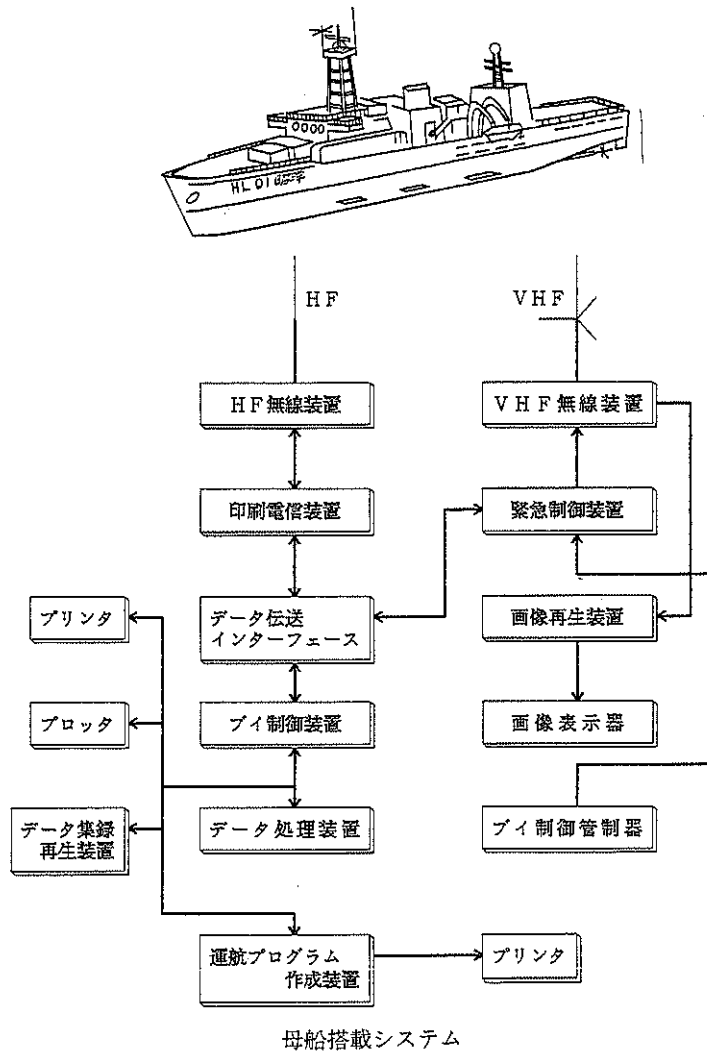 HL 01
HF
VHF
HF無線装置
VHF無線装置
印刷電信装置
緊急制御装置
プリンタ
データ伝送
インターフェース
画像再生装置
プロッタ
ブイ制御装置
画像表示器
データ集録
再生装置
データ処理装置
ブイ制御管制器
運航プログラム
作成装置
プリンタ
母船搭載システム